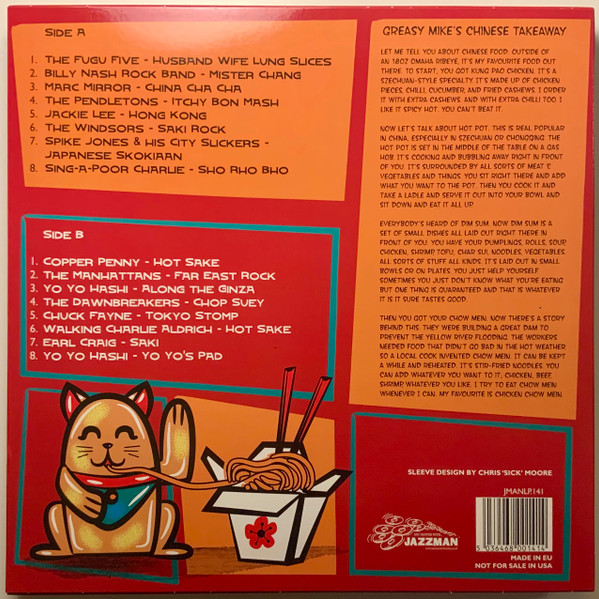 SIDE A
1. THE FUGU FIVE - HUSBAND WIFE LUNG SLICES
2. BILLY NASH ROCK BAND - MISTER CHANG
3. MARC MIRROR - CHINA CHA CHA
4. THE PENDLETONS - ITCHY BON MASH
5. JACKIE LEE - HONG KONG
6. THE WINDSORS - SAKI ROCK
7. SPIKE JONES & HIS CITY SLICKERS -
JAPANESE SKOKIAAN
8. SING-A-POOR CHARLIE - SHO RHO BHO
SIDE B
1. COPPER PENNY - HOT SAKE
2. THE MANHATTANS - FAR EAST ROCK
3. YO YO HASHI - ALONG THE GINZA
4. THE DAWNBREAKERS - CHOP SUEY
5. CHUCK FAYNE - TOKYO STOMP
6. WALKING CHARLIE ALDRICH - HOT SAKE
7. EARL CRAIG - SAKI
8. YO YO HASHI - YO YO'S PAD
GREASY MIKE'S CHINESE TAKEAWAY
LET ME TELL YOU ABOUT CHINESE FOOD. OUTSIDE OF
AN 18OZ OMAHA RIBEYE, IT'S MY FAVOURITE FOOD OUT
THERE. TO START, YOU GOT KUNG PAO CHICKEN. IT'S A
SZECHUAN-STYLE SPECIALTY. IT'S MADE UP OF CHICKEN
PIECES, CHILLI, CUCUMBER, AND FRIED CASHEWS. I ORDER
IT WITH EXTRA CASHEWS, AND WITH EXTRA CHILLI TOO. I
LIKE IT SPICY HOT. YOU CAN'T BEAT IT.
NOW LET'S TALK ABOUT HOT POT. THIS IS REAL POPULAR
IN CHINA, ESPECIALLY IN SZECHUAN OR CHONGQING. THE
HOT POT IS SET IN THE MIDDLE OF THE TABLE ON A GAS
HOB. IT'S COOKING AND BUBBLING AWAY RIGHT IN FRONT
OF YOU. IT'S SURROUNDED BY ALL SORTS OF MEAT &
VEGETABLES AND THINGS. YOU SIT RIGHT THERE AND ADD
WHAT YOU WANT TO THE POT. THEN YOU COOK IT AND
TAKE A LADLE AND SERVE IT OUT INTO YOUR BOWL AND
SIT DOWN AND EAT IT ALL UP.
EVERYBODY'S HEARD OF DIM SUM. NOW DIM SUM IS A
SET OF SMALL DISHES ALL LAID OUT RIGHT THERE IN
FRONT OF YOU. YOU HAVE YOUR DUMPLINGS, ROLLS, SOUP,
CHICKEN, SHRIMP, TOFU, CHAR SUI, NOODLES, VEGETABLES.
ALL SORTS OF STUFF ALL KINDS. IT'S LAID OUT IN SMALL
BOWLS OR ON PLATES. YOU JUST HELP YOURSELF.
SOMETIMES YOU JUST DON'T KNOW WHAT YOU'RE EATING
BUT ONE THING IS GUARANTEED AND THAT IS WHATEVER
IT IS IT SURE TASTES GOOD.
THEN YOU GOT YOUR CHOW MEN. NOW THERE'S A STORY
BEHIND THIS. THEY WERE BUILDING A GREAT DAM TO
PREVENT THE YELLOW RIVER FLOODING. THE WORKERS
NEEDED FOOD THAT DIDN'T GO BAD IN THE HOT WEATHER
SO A LOCAL COOK INVENTED CHOW MEN. IT CAN BE KEPT
A WHILE AND REHEATED. IT'S STIR-FRIED NOODLES. YOU
CAN ADD WHATEVER YOU WANT TO IT; CHICKEN, BEEF,
SHRIMP, WHATEVER YOU LIKE. I TRY TO EAT CHOW MEN
WHENEVER I CAN. MY FAVOURITE IS CHICKEN CHOW MEN.
SLEEVE DESIGN BY CHRIS 'SICK' MOORE
JMANLP.141
JAZZMAN
5 036468 001414
MADE IN EU
NOT FOR SALE IN USA